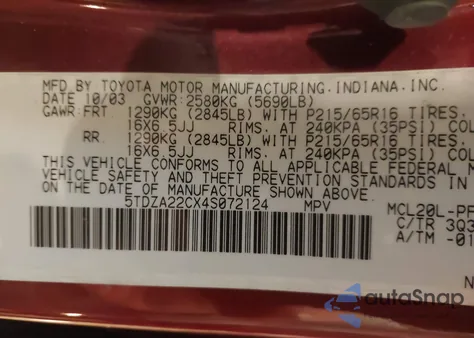 MFD.BY TOYOTA MOTOR MANUFACTURING.INDIANA.INC.
DATE 10/03 GVWR:2580KG (5690LB)
GAWR:FRT. 1290KG (2845LB) WITH P215/65R16 TIRES.
16X6.5JJ RIMS. AT 240KPA (35PSI) COL
RR. 1290KG (2845LB) WITH P215/65R16 TIRES.
16X6.5JJ RIMS. AT 240KPA (35PSI) COL
THIS VEHICLE CONFORMS TO ALL APPLICABLE FEDERAL M
VEHICLE SAFETY AND THEFT PREVENTION STANDARDS IN
DATE OF MANUFACTURE SHOWN ABOVE.
5TDZA22CX4S072124 MPV
MCL20L-PF
C/TR 3Q3
A/TM -01
N
autoSnap